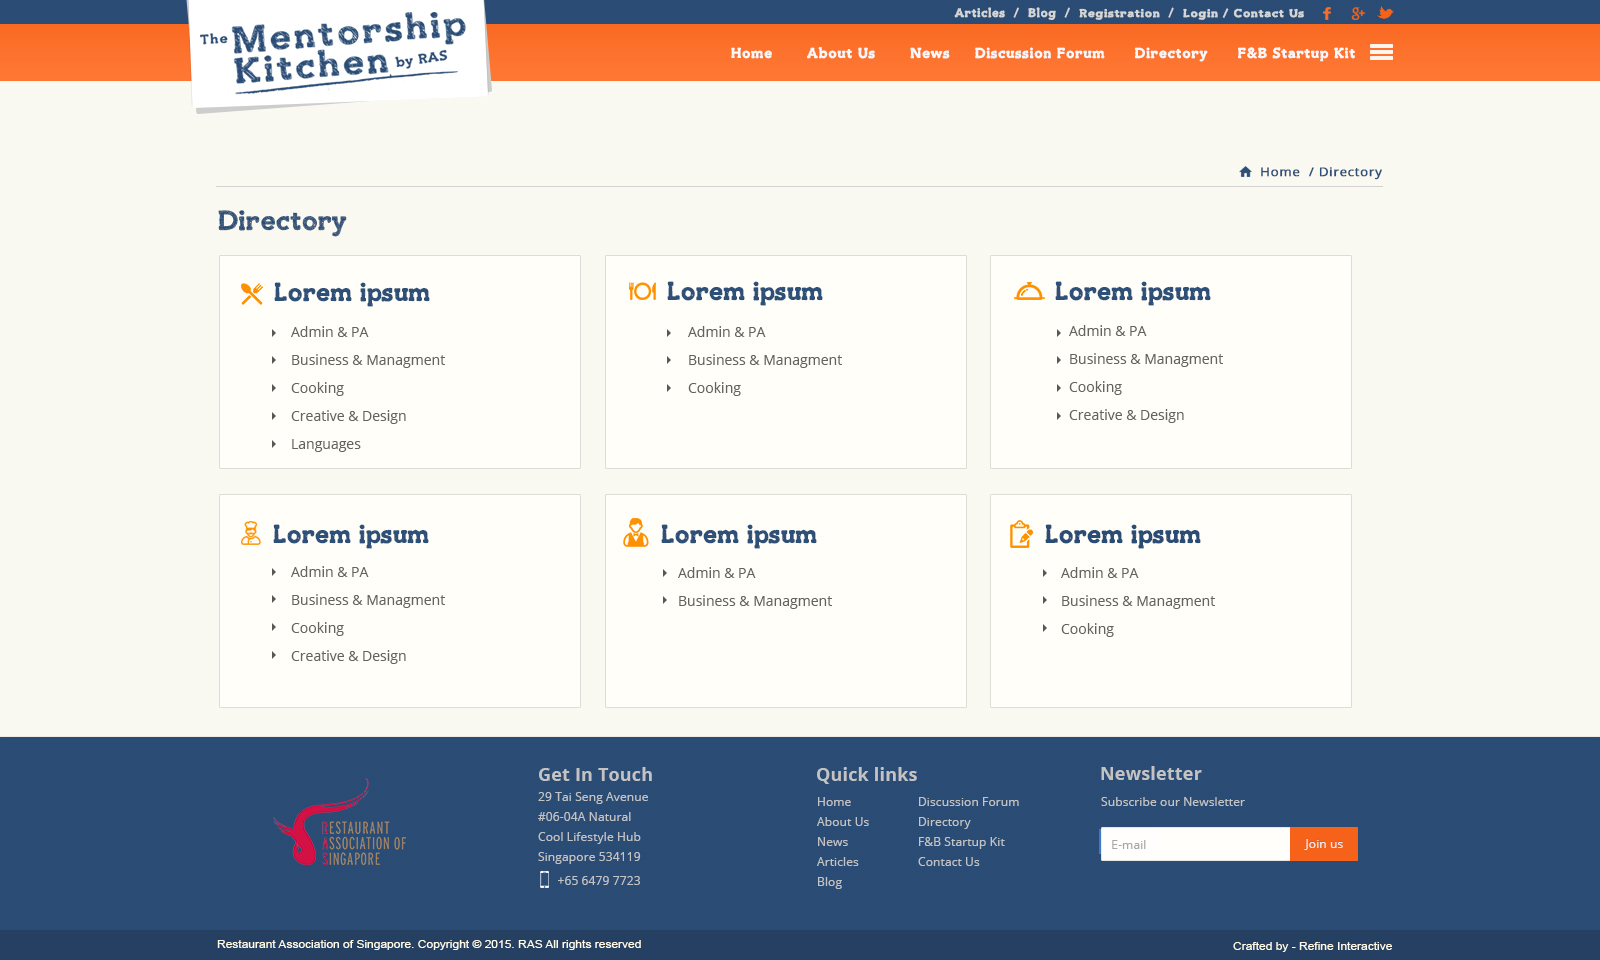 Articles / Blog / Registration / Login / Contact Us
The Mentorship
Kitchen by RAS
Home About Us News Discussion Forum Directory F&B Startup Kit
Home / Directory
Directory
Lorem ipsum
Admin & PA
Business & Managment
Cooking
Creative & Design
Languages
Lorem ipsum
Admin & PA
Business & Managment
Cooking
Lorem ipsum
Admin & PA
Business & Managment
Cooking
Creative & Design
Lorem ipsum
Admin & PA
Business & Managment
Cooking
Creative & Design
Lorem ipsum
Admin & PA
Business & Managment
Lorem ipsum
Admin & PA
Business & Managment
Cooking
RESTAURANT
ASSOCIATION OF
SINGAPORE
Get In Touch
29 Tai Seng Avenue
#06-04A Natural
Cool Lifestyle Hub
Singapore 534119
+65 6479 7723
Quick links
Home
About Us
News
Articles
Blog
Discussion Forum
Directory
F&B Startup Kit
Contact Us
Newsletter
Subscribe our Newsletter
E-mail
Join us
Restaurant Association of Singapore. Copyright © 2015. RAS All rights reserved
Crafted by - Refine Interactive